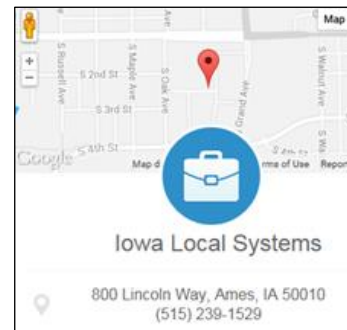 Map
S Russell Ave
S Maple Ave
S Oak Ave
S Walnut Ave
S 2nd St
S 3rd St
S 4th St
Grand Ave
Google
Map d
rms of Use
Repor
Iowa Local Systems
800 Lincoln Way, Ames, IA 50010
(515) 239-1529